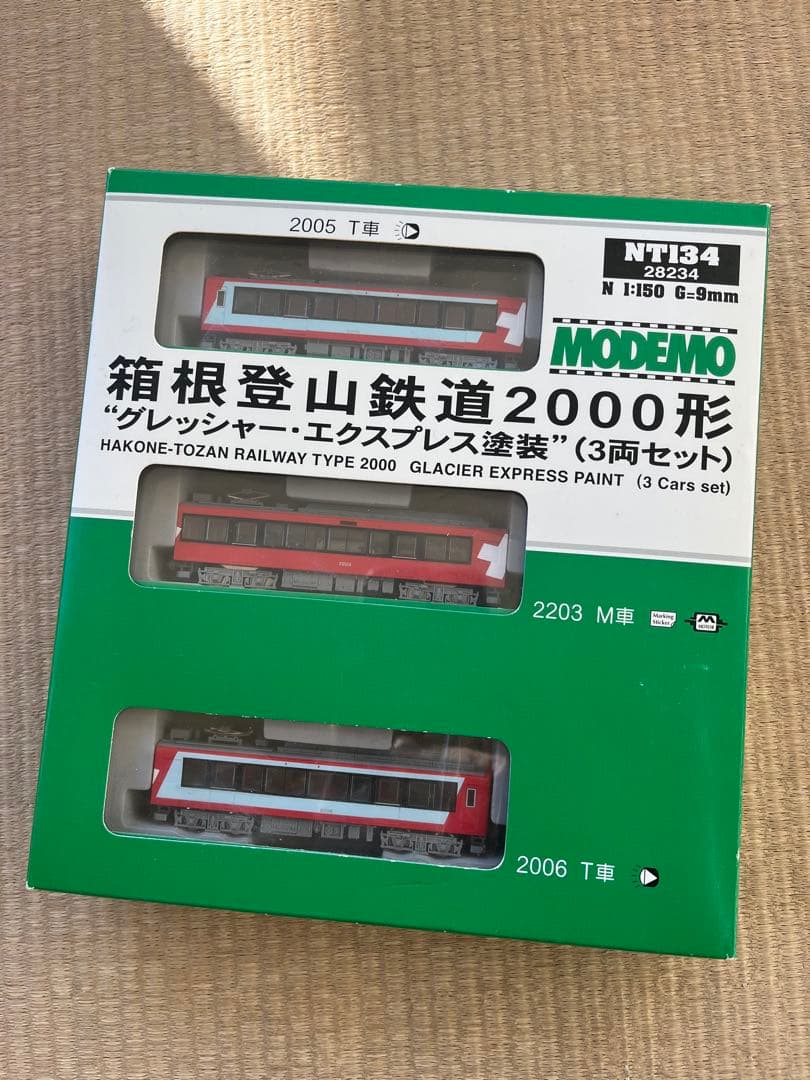 2005 T車
NT134
28234
N 1:150 G=9mm
MODEMO
箱根登山鉄道2000形
“グレッシャー・エクスプレス塗装”(3両セット)
HAKONE-TOZAN RAILWAY TYPE 2000 GLACIER EXPRESS PAINT (3 Cars set)
2203 M車
Marking
Sticker
M
2006 T車